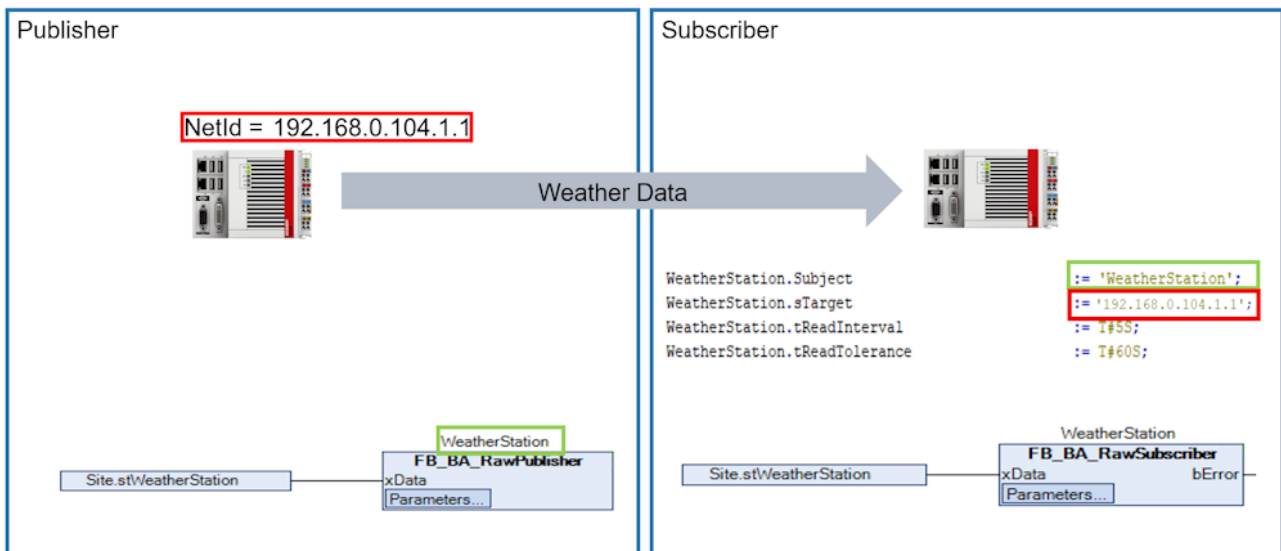 Publisher
NetId = 192.168.0.104.1.1
WeatherStation
FB_BA_RawPublisher
Site.stWeatherStation
xData
Parameters...
Weather Data
Subscriber
WeatherStation.Subject := 'WeatherStation';
WeatherStation.sTarget := '192.168.0.104.1.1';
WeatherStation.tReadInterval := T#5S;
WeatherStation.tReadTolerance := T#60S;
WeatherStation
FB_BA_RawSubscriber
Site.stWeatherStation
xData bError
Parameters...